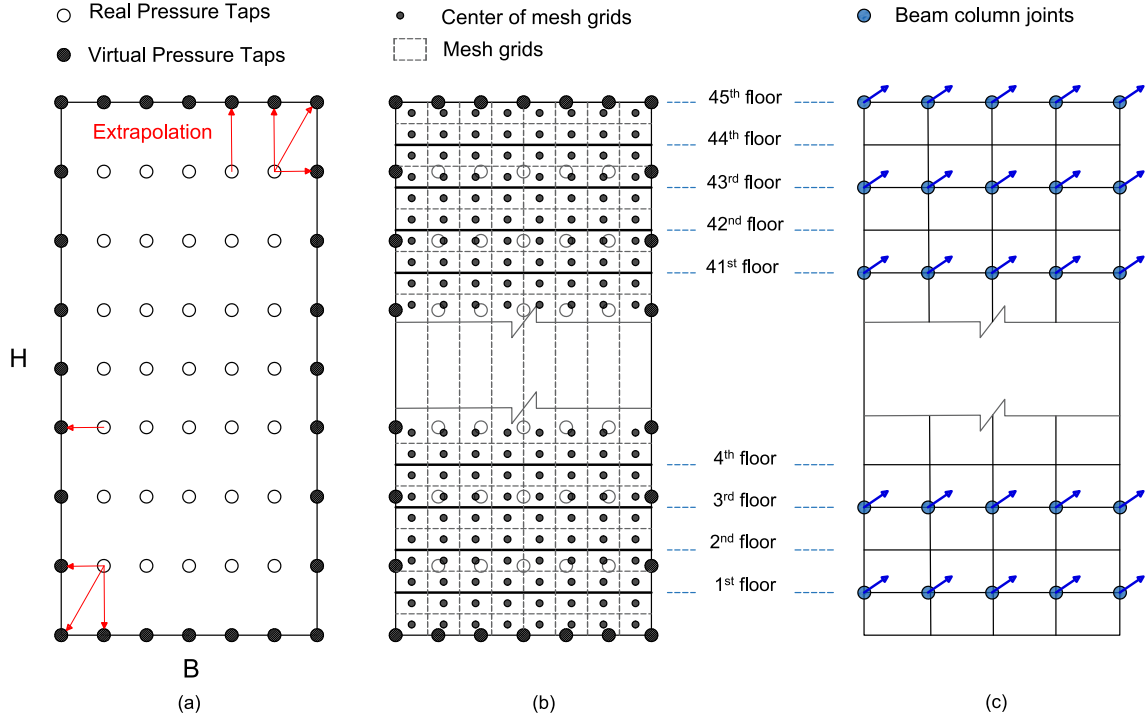 Real Pressure Taps
Virtual Pressure Taps
Center of mesh grids
Mesh grids
Beam column joints
Extrapolation
H
B
45th floor
44th floor
43rd floor
42nd floor
41st floor
4th floor
3rd floor
2nd floor
1st floor
(a)
(b)
(c)